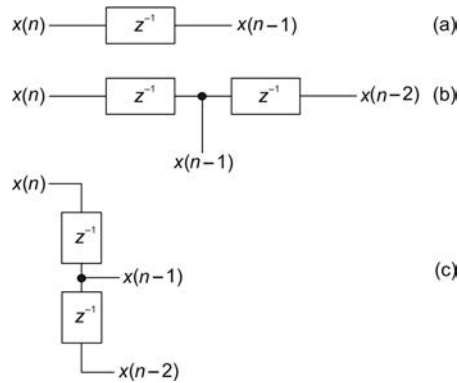 x(n) z⁻¹ x(n−1) (a)
x(n) z⁻¹ z⁻¹ x(n−2) (b)
x(n−1)
x(n)
z⁻¹
x(n−1) (c)
z⁻¹
x(n−2)